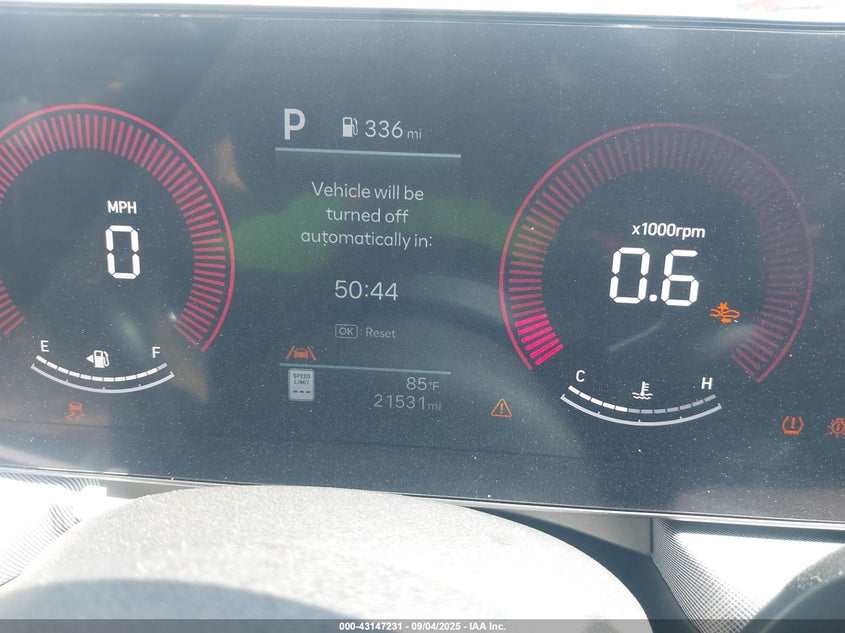 P
336 mi
Vehicle will be
turned off
automatically in:
50:44
OK : Reset
MPH
0
E F
x1000rpm
0.6
C H
SPEED
LIMIT
---
85°F
21531 mi
000-43147231 - 09/04/2025 - IAA Inc.